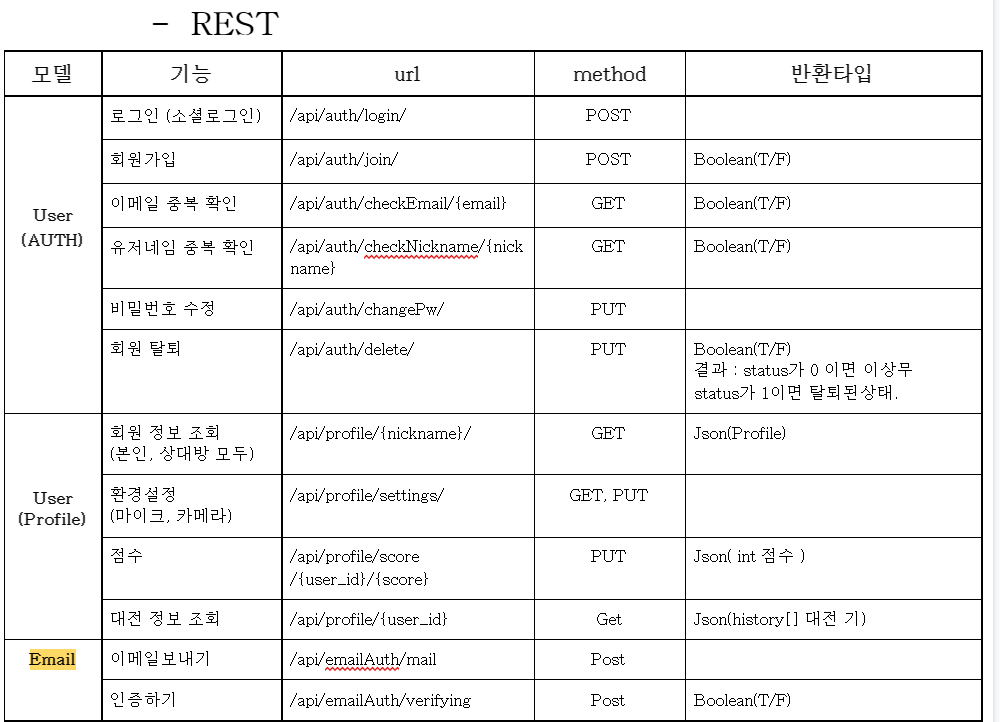 - REST
모델 기능 url method 반환타입
User
(AUTH)
로그인 (소셜로그인) /api/auth/login/ POST
회원가입 /api/auth/join/ POST Boolean(T/F)
이메일 중복 확인 /api/auth/checkEmail/{email} GET Boolean(T/F)
유저네임 중복 확인 /api/auth/checkNickname/{nick
name} GET Boolean(T/F)
비밀번호 수정 /api/auth/changePw/ PUT
회원 탈퇴 /api/auth/delete/ PUT Boolean(T/F)
결과 : status가 0 이면 이상무
status가 1이면 탈퇴된상태.
User
(Profile)
회원 정보 조회
(본인, 상대방 모두) /api/profile/{nickname}/ GET Json(Profile)
환경설정
(마이크, 카메라) /api/profile/settings/ GET, PUT
점수 /api/profile/score
/{user_id}/{score} PUT Json( int 점수 )
대전 정보 조회 /api/profile/{user_id} Get Json(history[] 대전 기)
Email
이메일보내기 /api/emailAuth/mail Post
인증하기 /api/emailAuth/verifying Post Boolean(T/F)